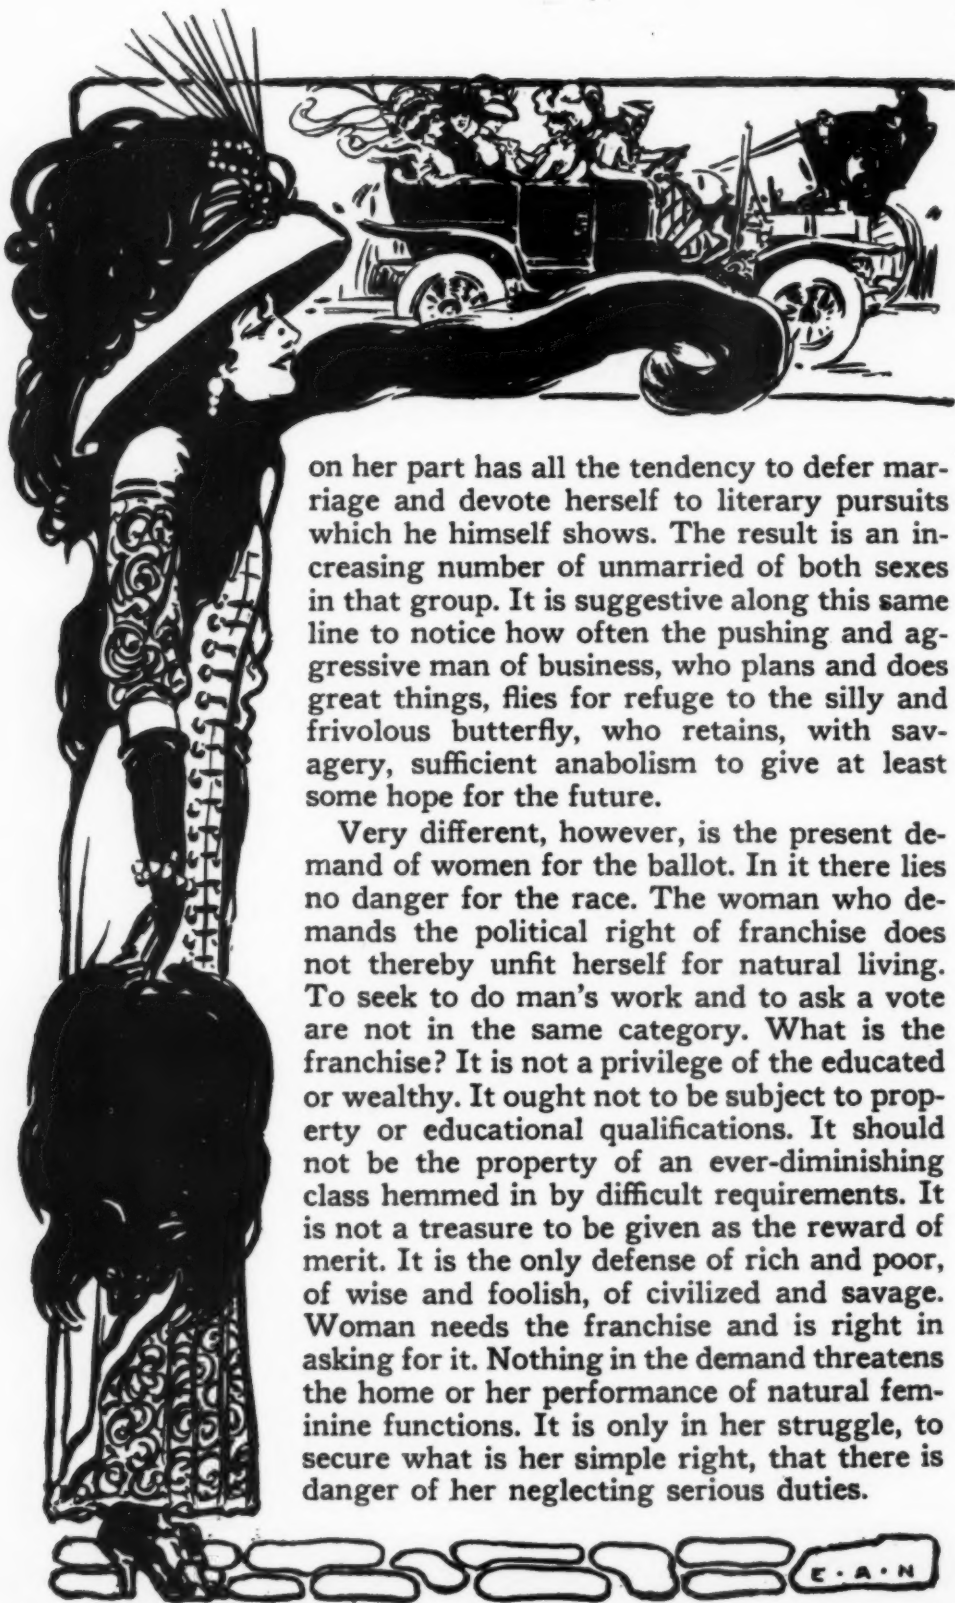 on her part has all the tendency to defer mar-
riage and devote herself to literary pursuits
which he himself shows. The result is an in-
creasing number of unmarried of both sexes
in that group. It is suggestive along this same
line to notice how often the pushing and ag-
gressive man of business, who plans and does
great things, flies for refuge to the silly and
frivolous butterfly, who retains, with sav-
agery, sufficient anabolism to give at least
some hope for the future.
Very different, however, is the present de-
mand of women for the ballot. In it there lies
no danger for the race. The woman who de-
mands the political right of franchise does
not thereby unfit herself for natural living.
To seek to do man's work and to ask a vote
are not in the same category. What is the
franchise? It is not a privilege of the educated
or wealthy. It ought not to be subject to prop-
erty or educational qualifications. It should
not be the property of an ever-diminishing
class hemmed in by difficult requirements. It
is not a treasure to be given as the reward of
merit. It is the only defense of rich and poor,
of wise and foolish, of civilized and savage.
Woman needs the franchise and is right in
asking for it. Nothing in the demand threatens
the home or her performance of natural fem-
inine functions. It is only in her struggle, to
secure what is her simple right, that there is
danger of her neglecting serious duties.
E · A · N